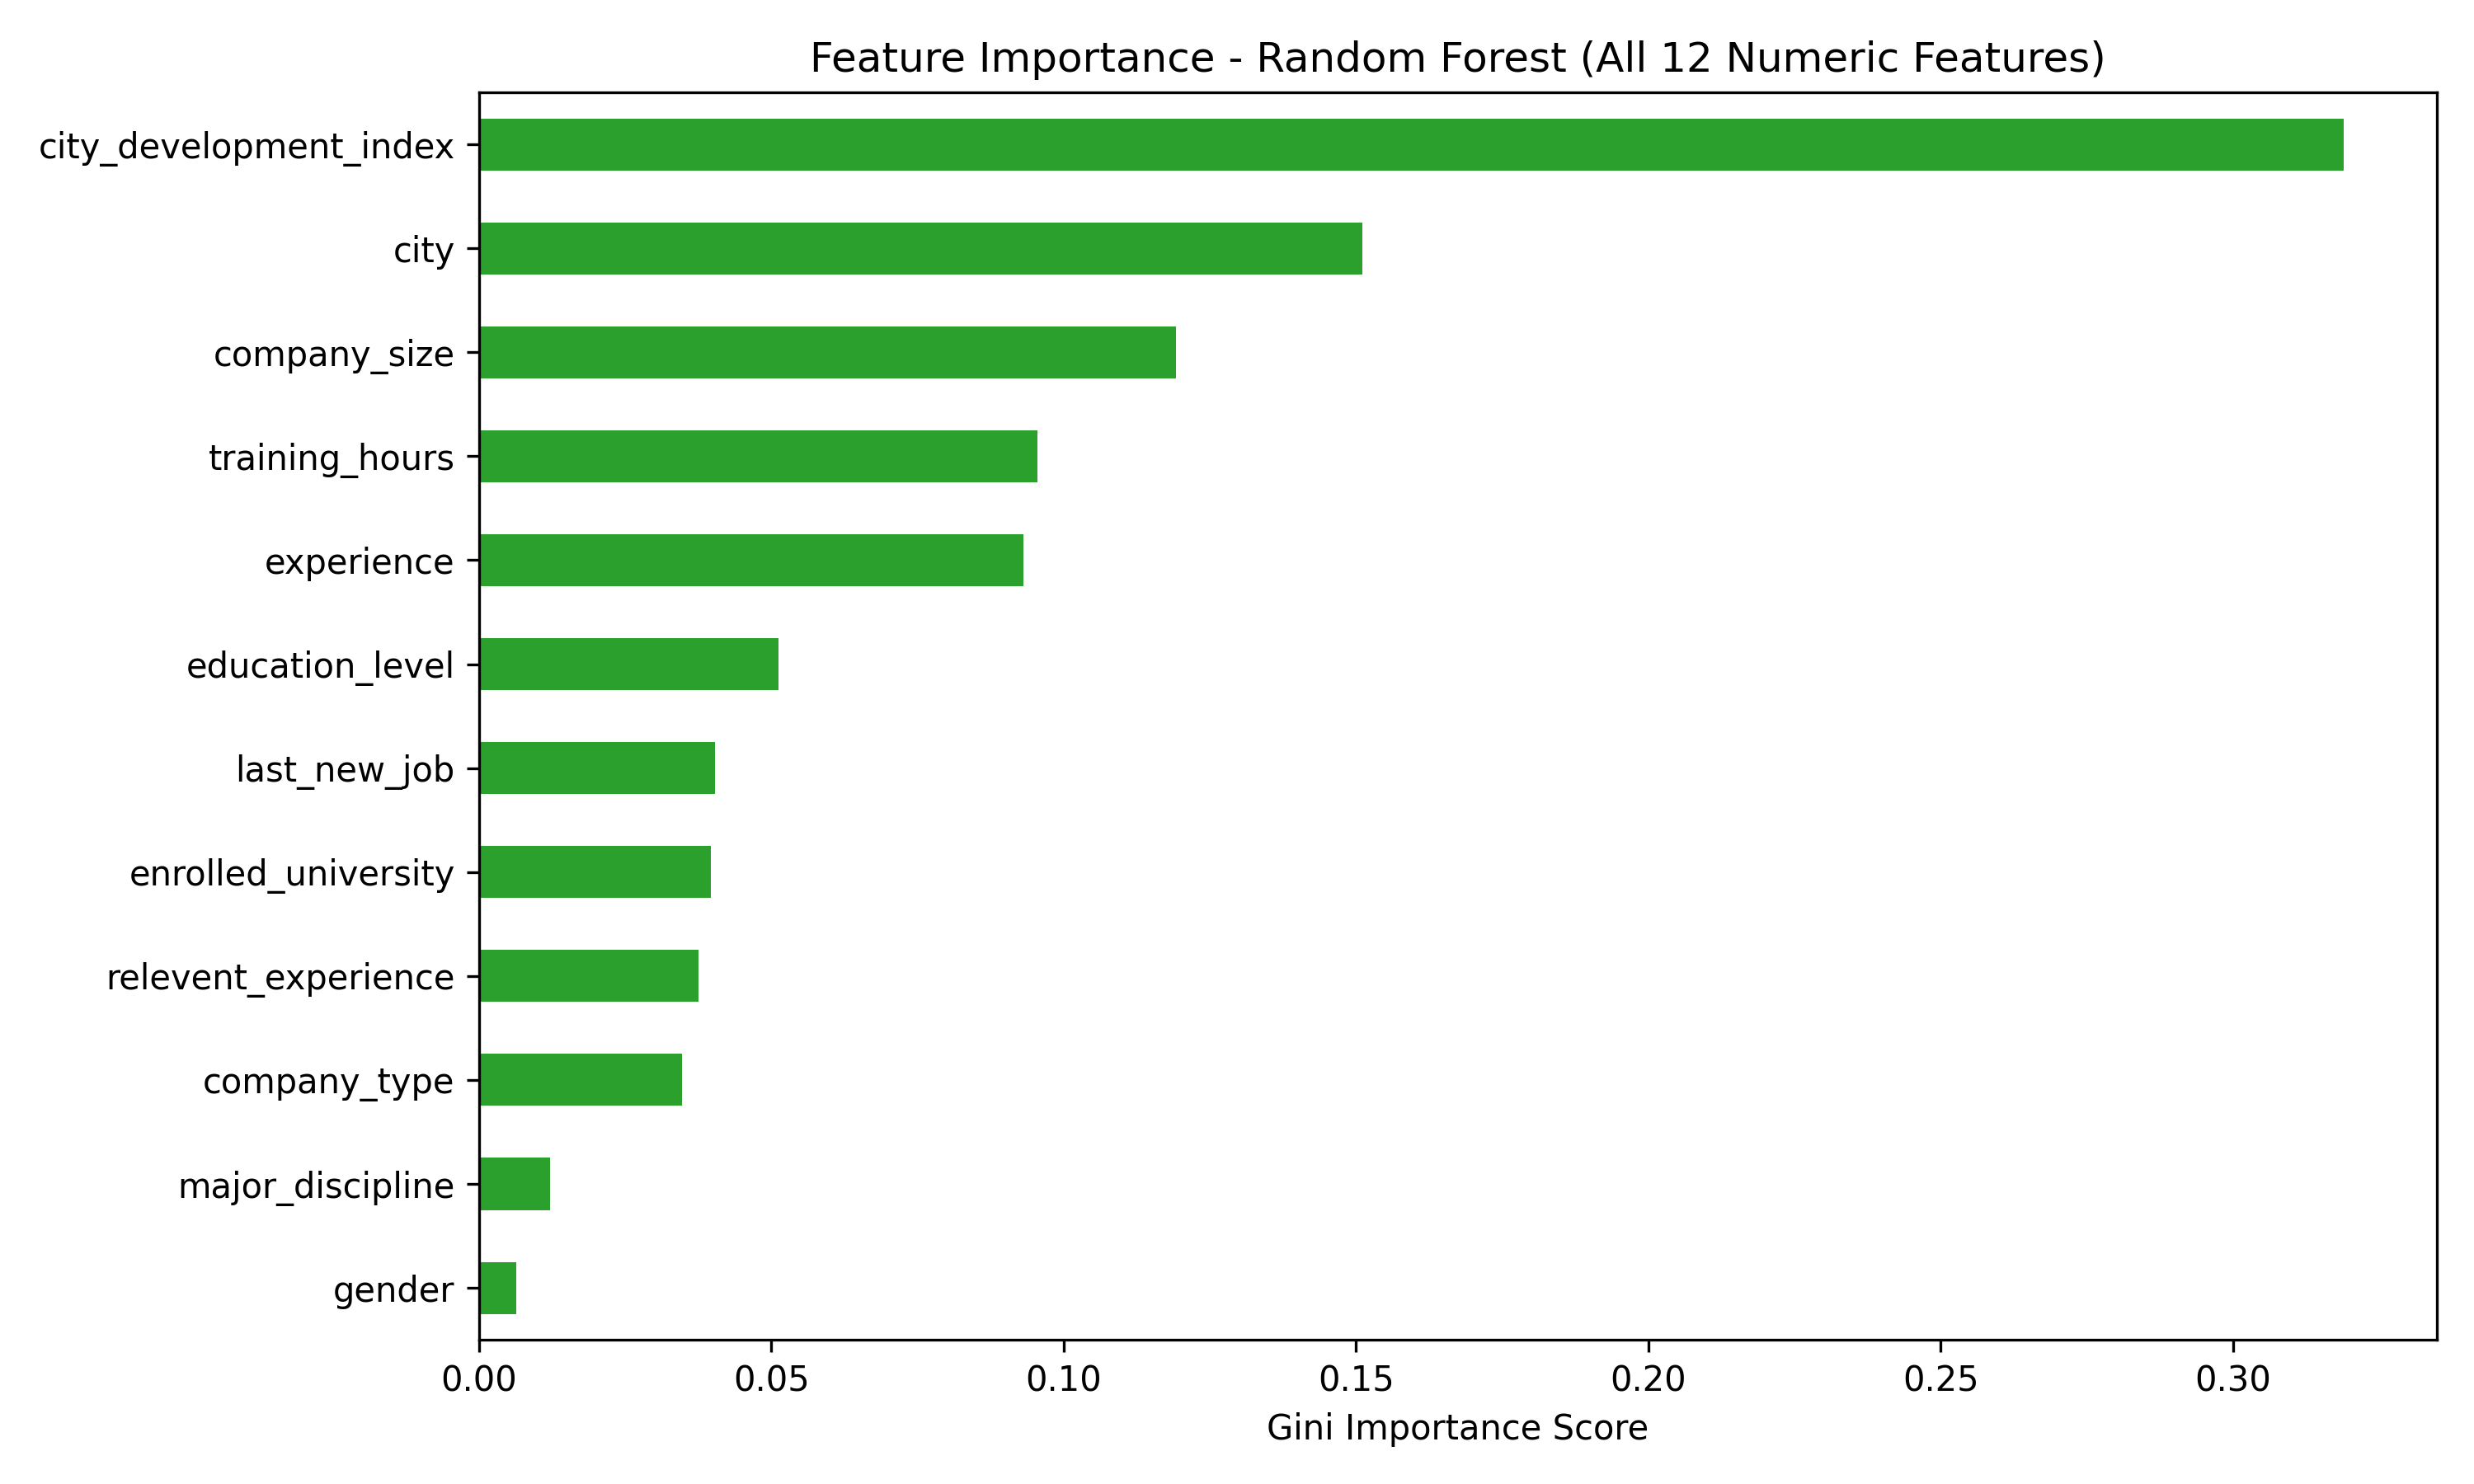 Feature Importance - Random Forest (All 12 Numeric Features)
city_development_index
city
company_size
training_hours
experience
education_level
last_new_job
enrolled_university
relevent_experience
company_type
major_discipline
gender
0.00 0.05 0.10 0.15 0.20 0.25 0.30
Gini Importance Score